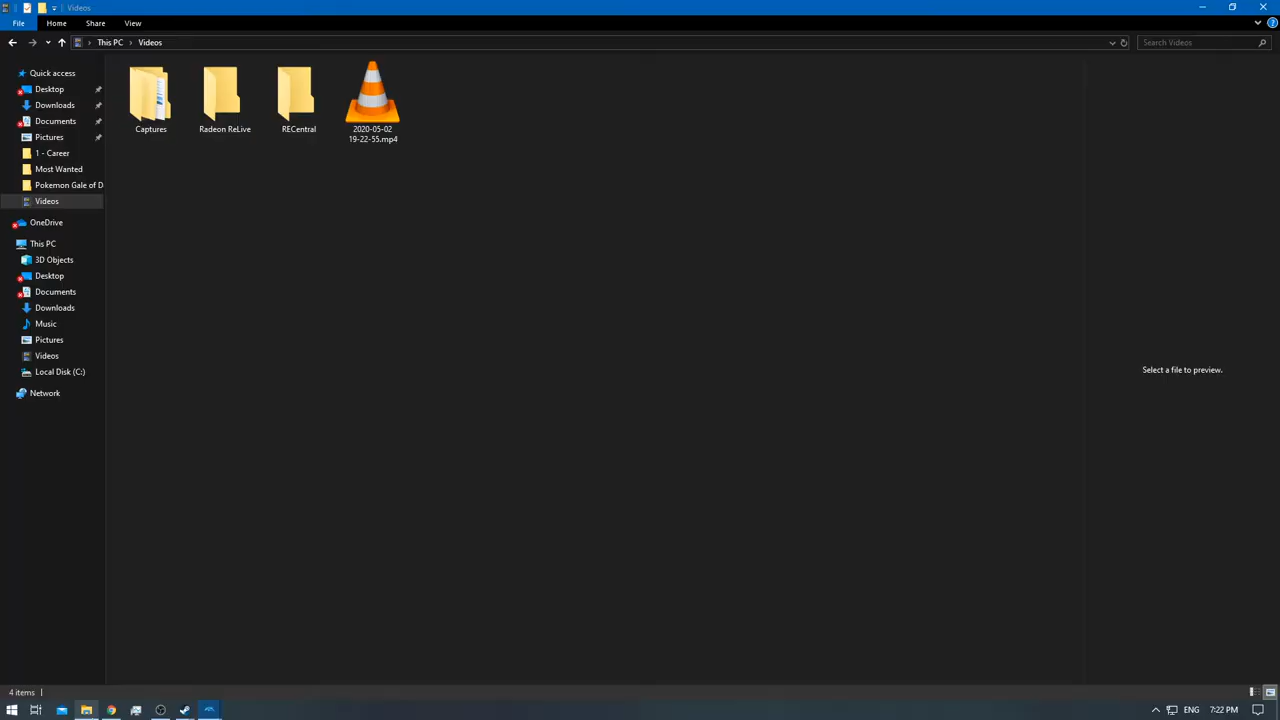 Videos
File Home Share View
This PC Videos
Search Videos
Quick access
Desktop
Downloads
Documents
Pictures
1 - Career
Most Wanted
Pokemon Gale of D
Videos
OneDrive
This PC
3D Objects
Desktop
Documents
Downloads
Music
Pictures
Videos
Local Disk (C:)
Network
Captures
Radeon ReLive
RECentral
2020-05-02
19-22-55.mp4
Select a file to preview.
4 items
ENG 7:22 PM